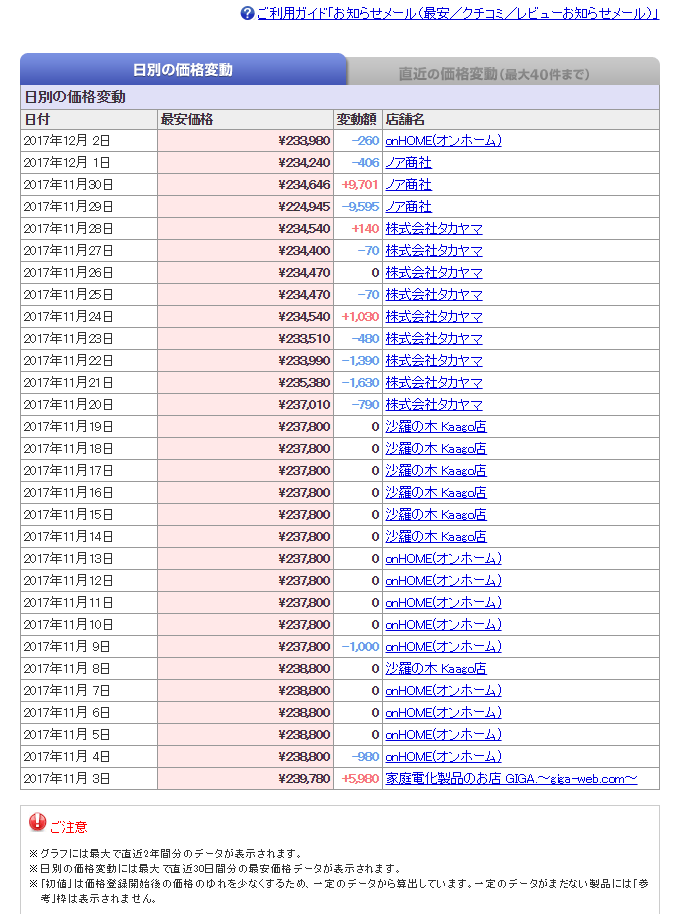 ご利用ガイド「お知らせメール（最安／クチコミ／レビューお知らせメール）」
日別の価格変動 直近の価格変動（最大40件まで）
日別の価格変動
日付 最安価格 変動額 店舗名
2017年12月 2日 ¥233,980 -260 onHOME(オンホーム)
2017年12月 1日 ¥234,240 -406 ノア商社
2017年11月30日 ¥234,646 +9,701 ノア商社
2017年11月29日 ¥224,945 -9,595 ノア商社
2017年11月28日 ¥234,540 +140 株式会社タカヤマ
2017年11月27日 ¥234,400 -70 株式会社タカヤマ
2017年11月26日 ¥234,470 0 株式会社タカヤマ
2017年11月25日 ¥234,470 -70 株式会社タカヤマ
2017年11月24日 ¥234,540 +1,030 株式会社タカヤマ
2017年11月23日 ¥233,510 -480 株式会社タカヤマ
2017年11月22日 ¥233,990 -1,390 株式会社タカヤマ
2017年11月21日 ¥235,380 -1,630 株式会社タカヤマ
2017年11月20日 ¥237,010 -790 株式会社タカヤマ
2017年11月19日 ¥237,800 0 沙羅の木 Kaago店
2017年11月18日 ¥237,800 0 沙羅の木 Kaago店
2017年11月17日 ¥237,800 0 沙羅の木 Kaago店
2017年11月16日 ¥237,800 0 沙羅の木 Kaago店
2017年11月15日 ¥237,800 0 沙羅の木 Kaago店
2017年11月14日 ¥237,800 0 沙羅の木 Kaago店
2017年11月13日 ¥237,800 0 onHOME(オンホーム)
2017年11月12日 ¥237,800 0 onHOME(オンホーム)
2017年11月11日 ¥237,800 0 onHOME(オンホーム)
2017年11月10日 ¥237,800 0 onHOME(オンホーム)
2017年11月 9日 ¥237,800 -1,000 onHOME(オンホーム)
2017年11月 8日 ¥238,800 0 沙羅の木 Kaago店
2017年11月 7日 ¥238,800 0 onHOME(オンホーム)
2017年11月 6日 ¥238,800 0 onHOME(オンホーム)
2017年11月 5日 ¥238,800 0 onHOME(オンホーム)
2017年11月 4日 ¥238,800 -980 onHOME(オンホーム)
2017年11月 3日 ¥239,780 +5,980 家庭電化製品のお店 GIGA.～giga-web.com～
ご注意
※グラフには最大で直近2年間分のデータが表示されます。
※日別の価格変動には最大で直近30日間分の最安価格データが表示されます。
※「初値」は価格登録開始後の価格のゆれを少なくするため、一定のデータから算出しています。一定のデータがまたない製品には「参
考」枠は表示されません。